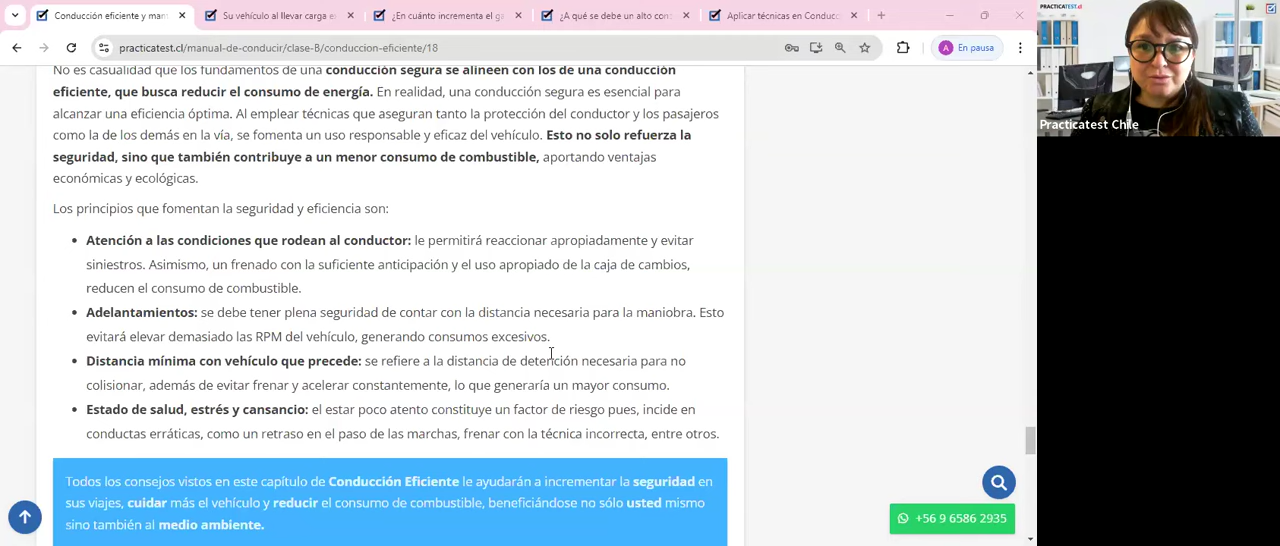 Conducción eficiente y man
Su vehículo al llevar carga e
¿En cuánto incrementa el ga
¿A qué se debe un alto con
Aplicar técnicas en Conducc
practicatest.cl/manual-de-conducir/clase-B/conduccion-eficiente/18
A
En pausa
PRACTICATEST.cl
Practicatest Chile
No es casualidad que los fundamentos de una conducción segura se alineen con los de una conducción
eficiente, que busca reducir el consumo de energía. En realidad, una conducción segura es esencial para
alcanzar una eficiencia óptima. Al emplear técnicas que aseguran tanto la protección del conductor y los pasajeros
como la de los demás en la vía, se fomenta un uso responsable y eficaz del vehículo. Esto no solo refuerza la
seguridad, sino que también contribuye a un menor consumo de combustible, aportando ventajas
económicas y ecológicas.
Los principios que fomentan la seguridad y eficiencia son:
• Atención a las condiciones que rodean al conductor: le permitirá reaccionar apropiadamente y evitar
siniestros. Asimismo, un frenado con la suficiente anticipación y el uso apropiado de la caja de cambios,
reducen el consumo de combustible.
• Adelantamientos: se debe tener plena seguridad de contar con la distancia necesaria para la maniobra. Esto
evitará elevar demasiado las RPM del vehículo, generando consumos excesivos.
• Distancia mínima con vehículo que precede: se refiere a la distancia de detención necesaria para no
colisionar, además de evitar frenar y acelerar constantemente, lo que generaría un mayor consumo.
• Estado de salud, estrés y cansancio: el estar poco atento constituye un factor de riesgo pues, incide en
conductas erráticas, como un retraso en el paso de las marchas, frenar con la técnica incorrecta, entre otros.
Todos los consejos vistos en este capítulo de Conducción Eficiente le ayudarán a incrementar la seguridad en
sus viajes, cuidar más el vehículo y reducir el consumo de combustible, beneficiándose no sólo usted mismo
sino también al medio ambiente.
+56 9 6586 2935